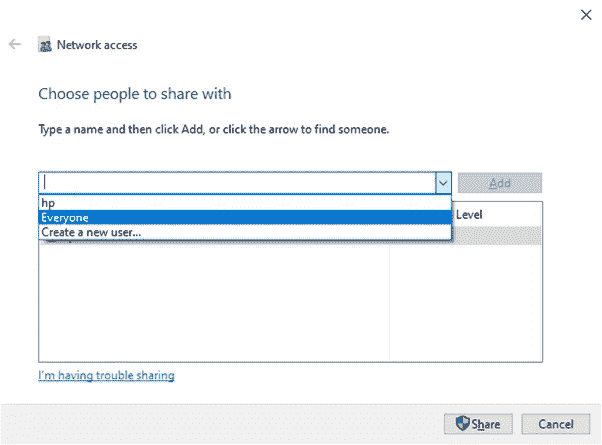 Network access
Choose people to share with
Type a name and then click Add, or click the arrow to find someone.
Add
hp
Everyone
Level
Create a new user...
I'm having trouble sharing
Share
Cancel